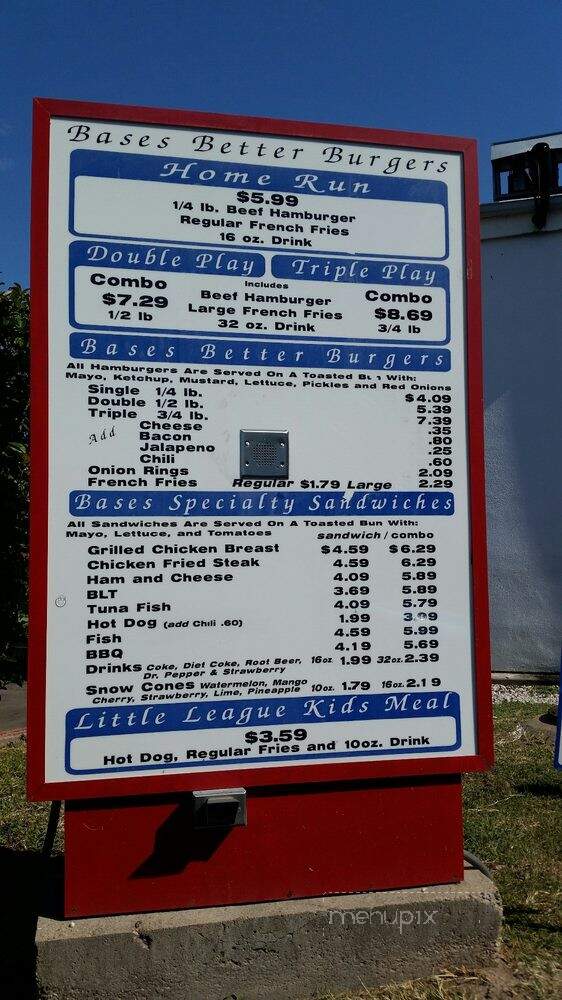 Bases Better Burgers
Home Run
$5.99
1/4 lb. Beef Hamburger
Regular French Fries
16 oz. Drink
Double Play
Triple Play
Combo
$7.29
1/2 lb
Includes
Beef Hamburger
Large French Fries
32 oz. Drink
Combo
$8.69
3/4 lb
Bases Better Burgers
All Hamburgers Are Served On A Toasted With:
Mayo, Ketchup, Mustard, Lettuce, Pickles and Red Onions
Single 1/4 lb. $4.09
Double 1/2 lb. 5.39
Triple 3/4 lb. 7.39
Add Cheese .35
Bacon .80
Jalapeno .25
Chili .60
Onion Rings 2.09
French Fries Regular $1.79 Large 2.29
Bases Specialty Sandwiches
All Sandwiches Are Served On A Toasted Bun With:
Mayo, Lettuce, and Tomatoes sandwich / combo
Grilled Chicken Breast $4.59 $6.29
Chicken Fried Steak 4.59 6.29
Ham and Cheese 4.09 5.89
BLT 3.69 5.89
Tuna Fish 4.09 5.79
Hot Dog (add Chili .60) 1.99
Fish 4.59 5.99
BBQ 4.19 5.69
Drinks Coke, Diet Coke, Root Beer, 16oz 1.99 32oz. 2.39
Dr. Pepper & Strawberry
Snow Cones Watermelon, Mango 10oz. 1.79 16oz. 2.19
Cherry, Strawberry, Lime, Pineapple
Little League Kids Meal
$3.59
Hot Dog, Regular Fries and 10oz. Drink
menupix